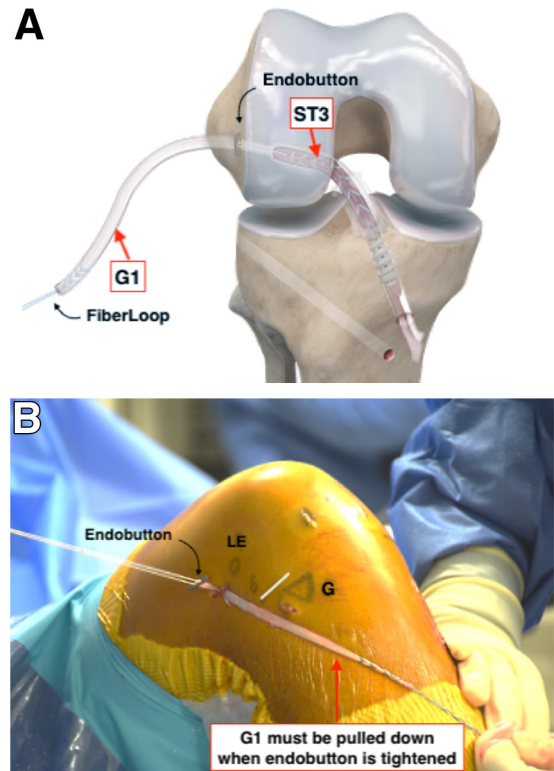 A
Endobutton
ST3
G1
FiberLoop
B
Endobutton
LE
G
G1 must be pulled down
when endobutton is tightened